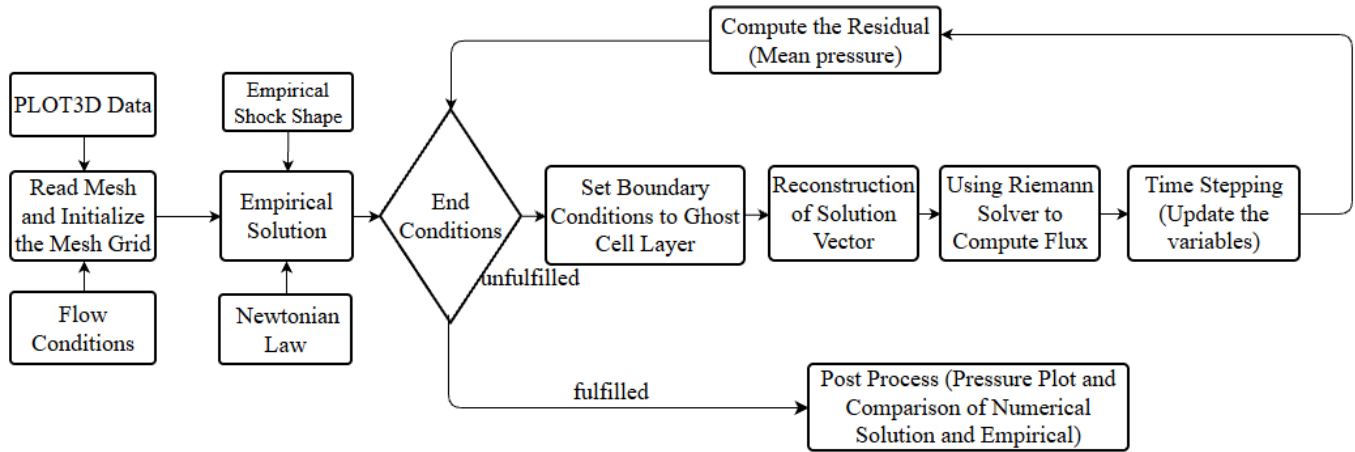 Compute the Residual
(Mean pressure)
PLOT3D Data
Empirical
Shock Shape
Read Mesh
and Initialize
the Mesh Grid
Empirical
Solution
End
Conditions
Set Boundary
Conditions to Ghost
Cell Layer
Reconstruction
of Solution
Vector
Using Riemann
Solver to
Compute Flux
Time Stepping
(Update the
variables)
unfulfilled
Flow
Conditions
Newtonian
Law
fulfilled
Post Process (Pressure Plot and
Comparison of Numerical
Solution and Empirical)